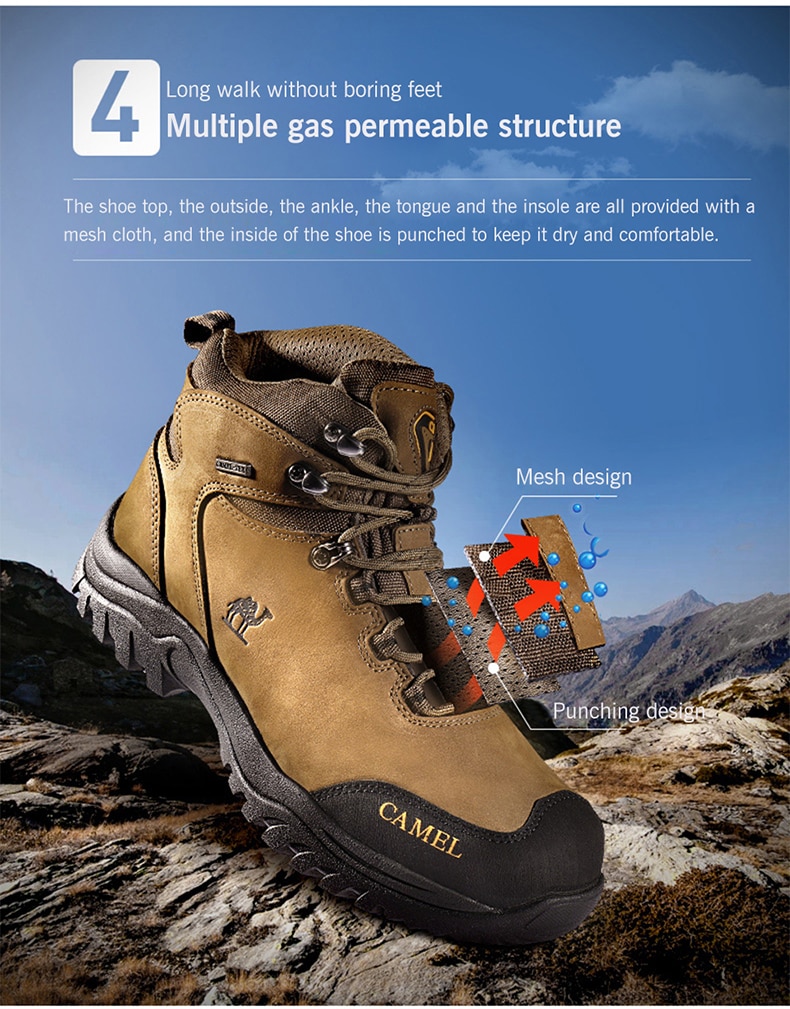 4
Long walk without boring feet
Multiple gas permeable structure
The shoe top, the outside, the ankle, the tongue and the insole are all provided with a
mesh cloth, and the inside of the shoe is punched to keep it dry and comfortable.
Mesh design
Punching design
CAMEL